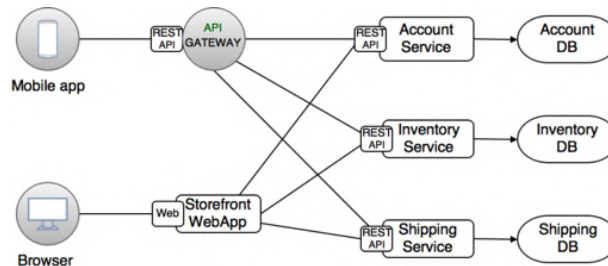 Mobile app
REST
API
API
GATEWAY
REST
API
Account
Service
Account
DB
REST
API
Inventory
Service
Inventory
DB
Browser
Web
Storefront
WebApp
REST
API
Shipping
Service
Shipping
DB